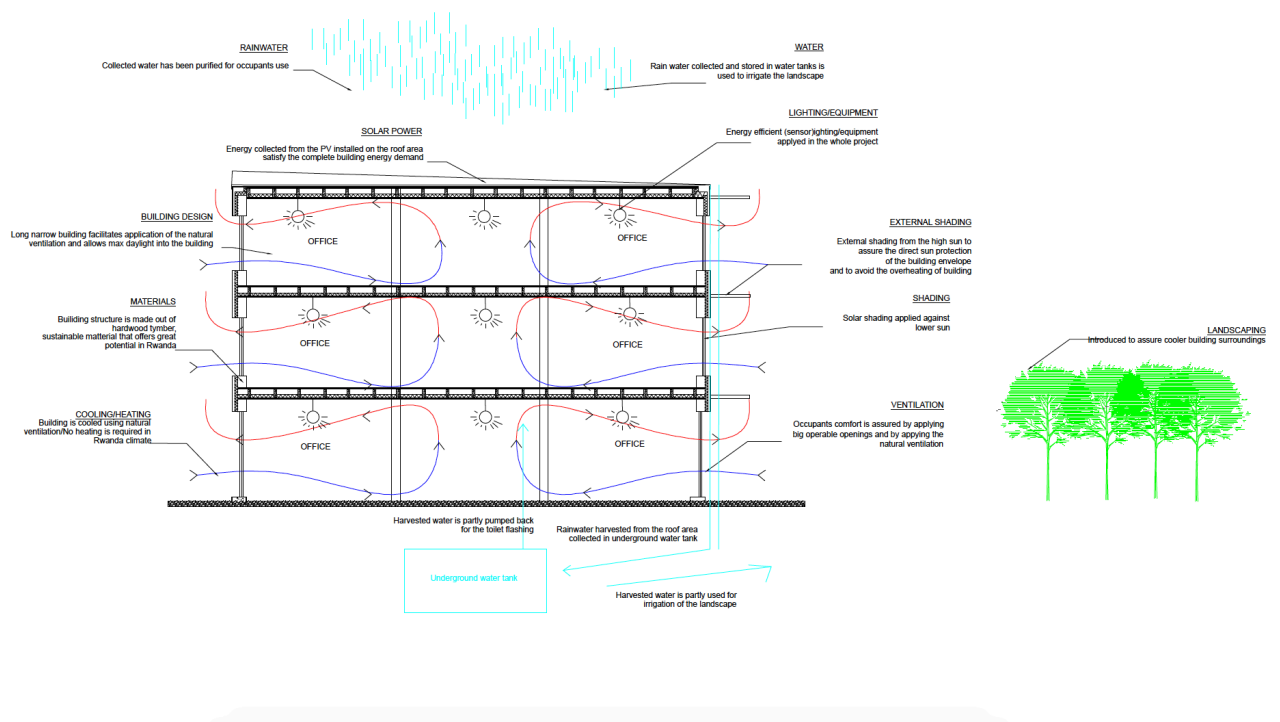 RAINWATER
Collected water has been purified for occupants use
WATER
Rain water collected and stored in water tanks is
used to irrigate the landscape
LIGHTING/EQUIPMENT
Energy efficient (sensor)ighting/equipment
applyed in the whole project
SOLAR POWER
Energy collected from the PV installed on the roof area
satisfy the complete building energy demand
BUILDING DESIGN
Long narrow building facilitates application of the natural
ventilation and allows max daylight into the building
OFFICE
OFFICE
EXTERNAL SHADING
External shading from the high sun to
assure the direct sun protection
of the building envelope
and to avoid the overheating of building
MATERIALS
Builiding structure is made out of
hardwood tymber,
sustainable matterial that offers great
potential in Rwanda
OFFICE
OFFICE
SHADING
Solar shading applied against
lower sun
LANDSCAPING
Introduced to assure cooler building surroundings
COOLING/HEATING
Building is cooled using natural
ventilation/No heating is required in
Rwanda climate
OFFICE
OFFICE
VENTILATION
Occupants comfort is assured by applying
big operable openings and by applying the
natural ventilation
Harvested water is partly pumped back
for the toilet flashing
Rainwater harvested from the roof area
collected in underground water tank
Underground water tank
Harvested water is partly used for
irrigation of the landscape